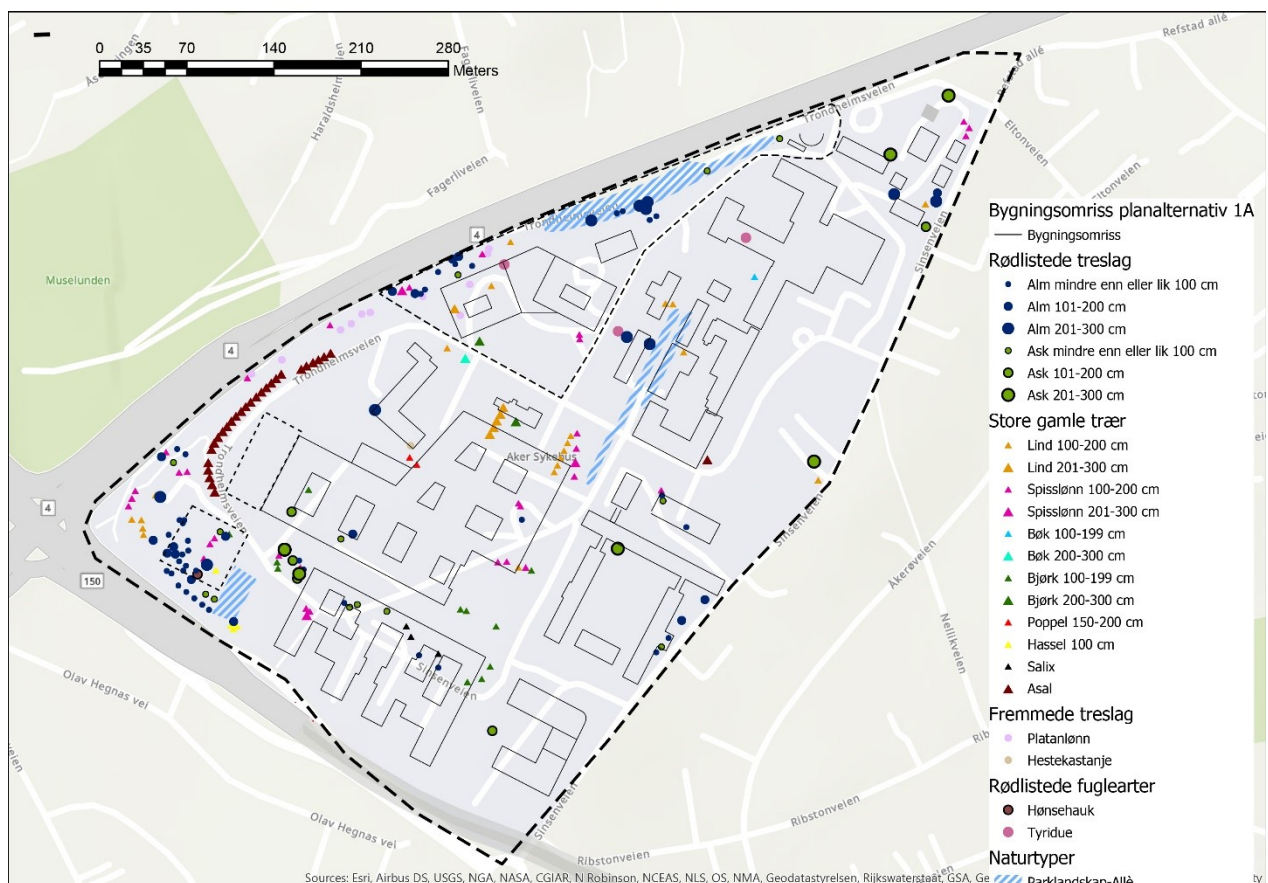 0 35 70 140 210 280
Meters
Refstad allé
Refstad allé
Haraldsheimveien
Fagerliveien
Trondheimsveien
Eltonveien
Fagerliveien
Eltonveien
Trondheimsveien
4
Sinsenveien
Muselunden
4
Trondheimsveien
Trondheimsveien
Aker Sykehus
4
Sinsenveien
Åkerøveien
150
Nellikveien
Olav Hegnas vei
Sinsenveien
Sinsenveien
Olav Hegnas vei
Ribstonveien
Ribstonveien
Bygningsomriss planalternativ 1A
Bygningsomriss
Rødlistede treslag
Alm mindre enn eller lik 100 cm
Alm 101-200 cm
Alm 201-300 cm
Ask mindre enn eller lik 100 cm
Ask 101-200 cm
Ask 201-300 cm
Store gamle trær
Lind 100-200 cm
Lind 201-300 cm
Spisslønn 100-200 cm
Spisslønn 201-300 cm
Bøk 100-199 cm
Bøk 200-300 cm
Bjørk 100-199 cm
Bjørk 200-300 cm
Poppel 150-200 cm
Hassel 100 cm
Salix
Asal
Fremmede treslag
Platanlønn
Hestekastanje
Rødlistede fuglearter
Hønsehauk
Tyridue
Naturtyper
Parklandskap-Allè
Sources: Esri, Airbus DS, USGS, NGA, NASA, CGIAR, N Robinson, NCEAS, NLS, OS, NMA, Geodatastyrelsen, Rijkswaterstaat, GSA,